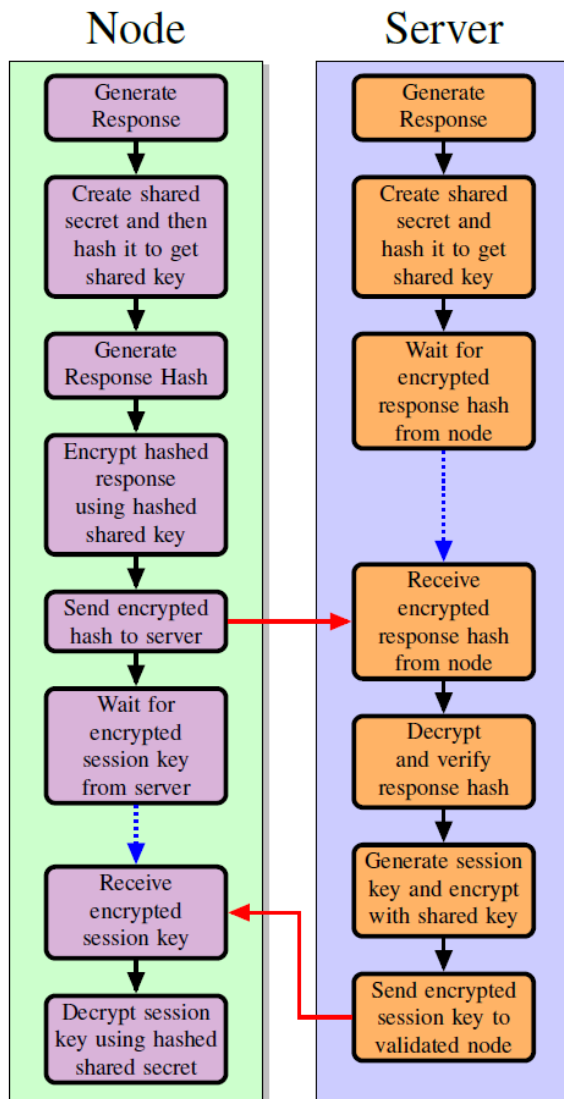 Node
Generate
Response
Create shared
secret and then
hash it to get
shared key
Generate
Response Hash
Encrypt hashed
response
using hashed
shared key
Send encrypted
hash to server
Wait for
encrypted
session key
from server
Receive
encrypted
session key
Decrypt session
key using hashed
shared secret
Server
Generate
Response
Create shared
secret and
hash it to get
shared key
Wait for
encrypted
response hash
from node
Receive
encrypted
response hash
from node
Decrypt
and verify
response hash
Generate session
key and encrypt
with shared key
Send encrypted
session key to
validated node